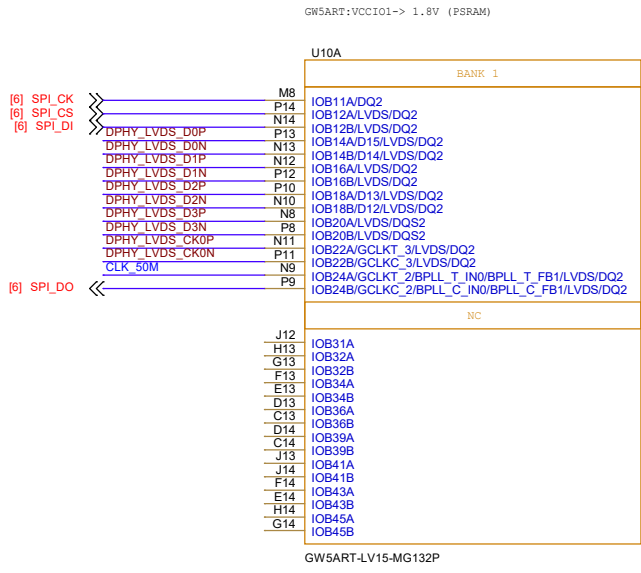 GW5ART:VCCIO1-> 1.8V (PSRAM)
U10A
BANK 1
[6] SPI_CK M8 IOB11A/DQ2
[6] SPI_CS P14 IOB12A/LVDS/DQ2
[6] SPI_DI N14 IOB12B/LVDS/DQ2
DPHY_LVDS_D0P P13 IOB14A/D15/LVDS/DQ2
DPHY_LVDS_D0N N13 IOB14B/D14/LVDS/DQ2
DPHY_LVDS_D1P N12 IOB16A/LVDS/DQ2
DPHY_LVDS_D1N P12 IOB16B/LVDS/DQ2
DPHY_LVDS_D2P P10 IOB18A/D13/LVDS/DQ2
DPHY_LVDS_D2N N10 IOB18B/D12/LVDS/DQ2
DPHY_LVDS_D3P N8 IOB20A/LVDS/DQS2
DPHY_LVDS_D3N P8 IOB20B/LVDS/DQS2
DPHY_LVDS_CK0P N11 IOB22A/GCLKT_3/LVDS/DQ2
DPHY_LVDS_CK0N P11 IOB22B/GCLKC_3/LVDS/DQ2
CLK_50M N9 IOB24A/GCLKT_2/BPLL_T_IN0/BPLL_T_FB1/LVDS/DQ2
[6] SPI_DO P9 IOB24B/GCLKC_2/BPLL_C_IN0/BPLL_C_FB1/LVDS/DQ2
NC
J12 IOB31A
H13 IOB32A
G13 IOB32B
F13 IOB34A
E13 IOB34B
D13 IOB36A
C13 IOB36B
D14 IOB39A
C14 IOB39B
J13 IOB41A
J14 IOB41B
F14 IOB43A
E14 IOB43B
H14 IOB45A
G14 IOB45B
GW5ART-LV15-MG132P